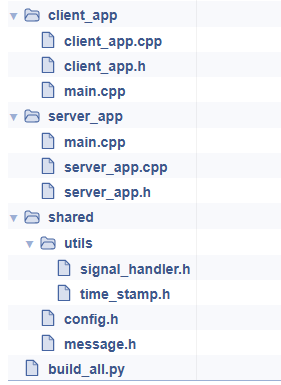 client_app
client_app.cpp
client_app.h
main.cpp
server_app
main.cpp
server_app.cpp
server_app.h
shared
utils
signal_handler.h
time_stamp.h
config.h
message.h
build_all.py